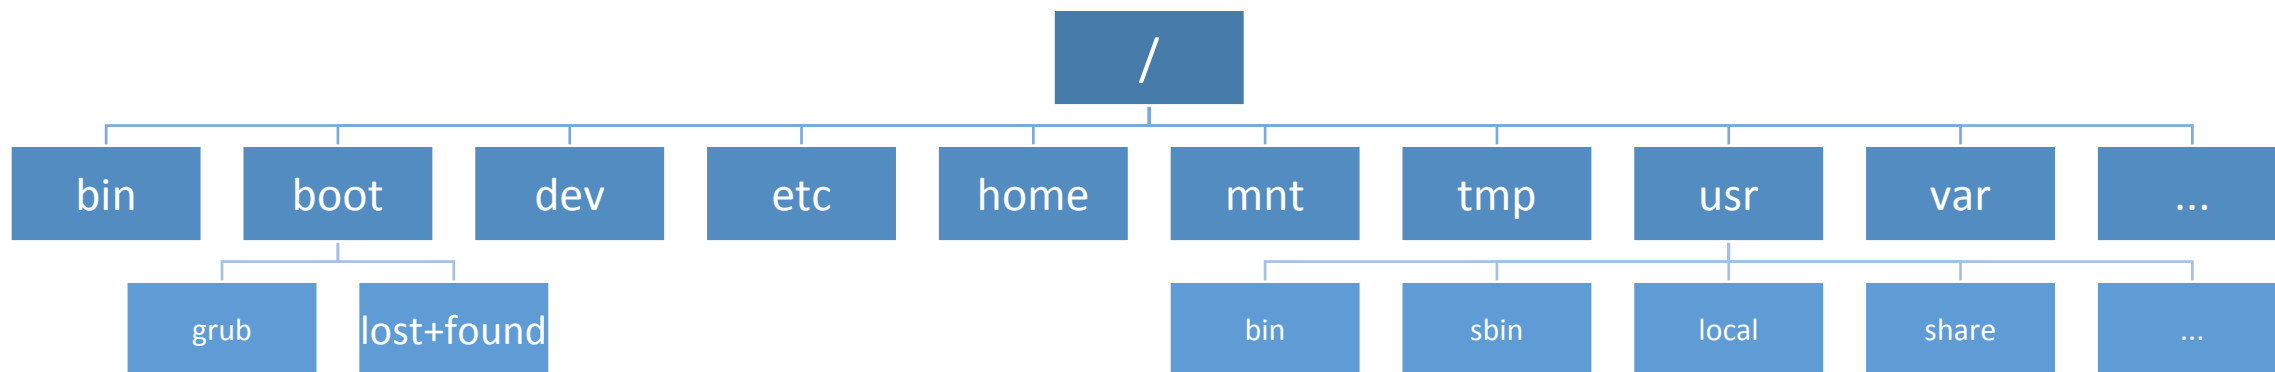 /
bin boot dev etc home mnt tmp usr var ...
grub lost+found bin sbin local share ...